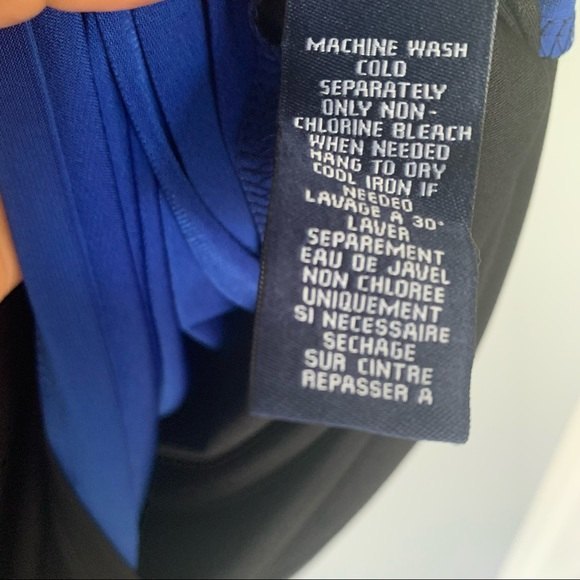 MACHINE WASH
COLD
SEPARATELY
ONLY NON-
CHLORINE BLEACH
WHEN NEEDED
HANG TO DRY
COOL IRON IF
NEEDED
LAVAGE A 30°
LAVER
SEPAREMENT
EAU DE JAVEL
NON CHLOREE
UNIQUEMENT
SI NECESSAIRE
SECHAGE
SUR CINTRE
REPASSER A